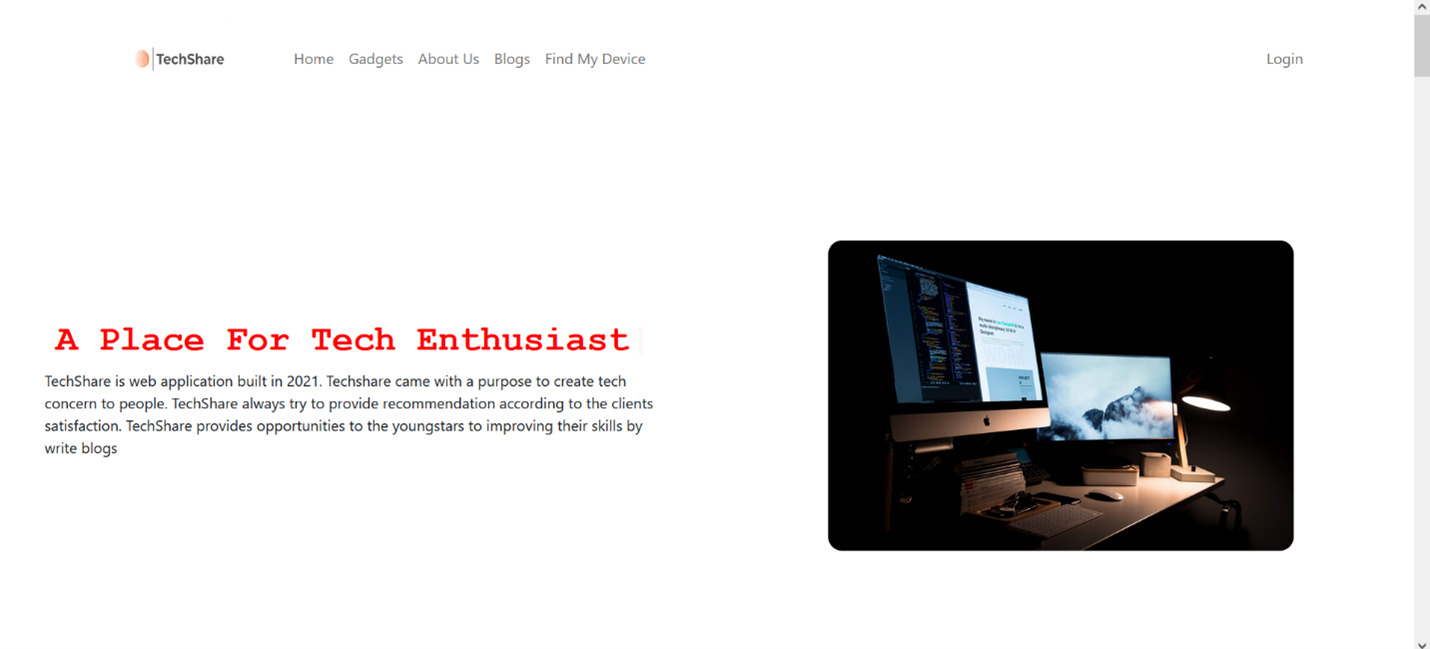 TechShare
Home Gadgets About Us Blogs Find My Device
Login
A Place For Tech Enthusiast
TechShare is web application built in 2021. Techshare came with a purpose to create tech
concern to people. TechShare always try to provide recommendation according to the clients
satisfaction. TechShare provides opportunities to the youngstars to improving their skills by
write blogs